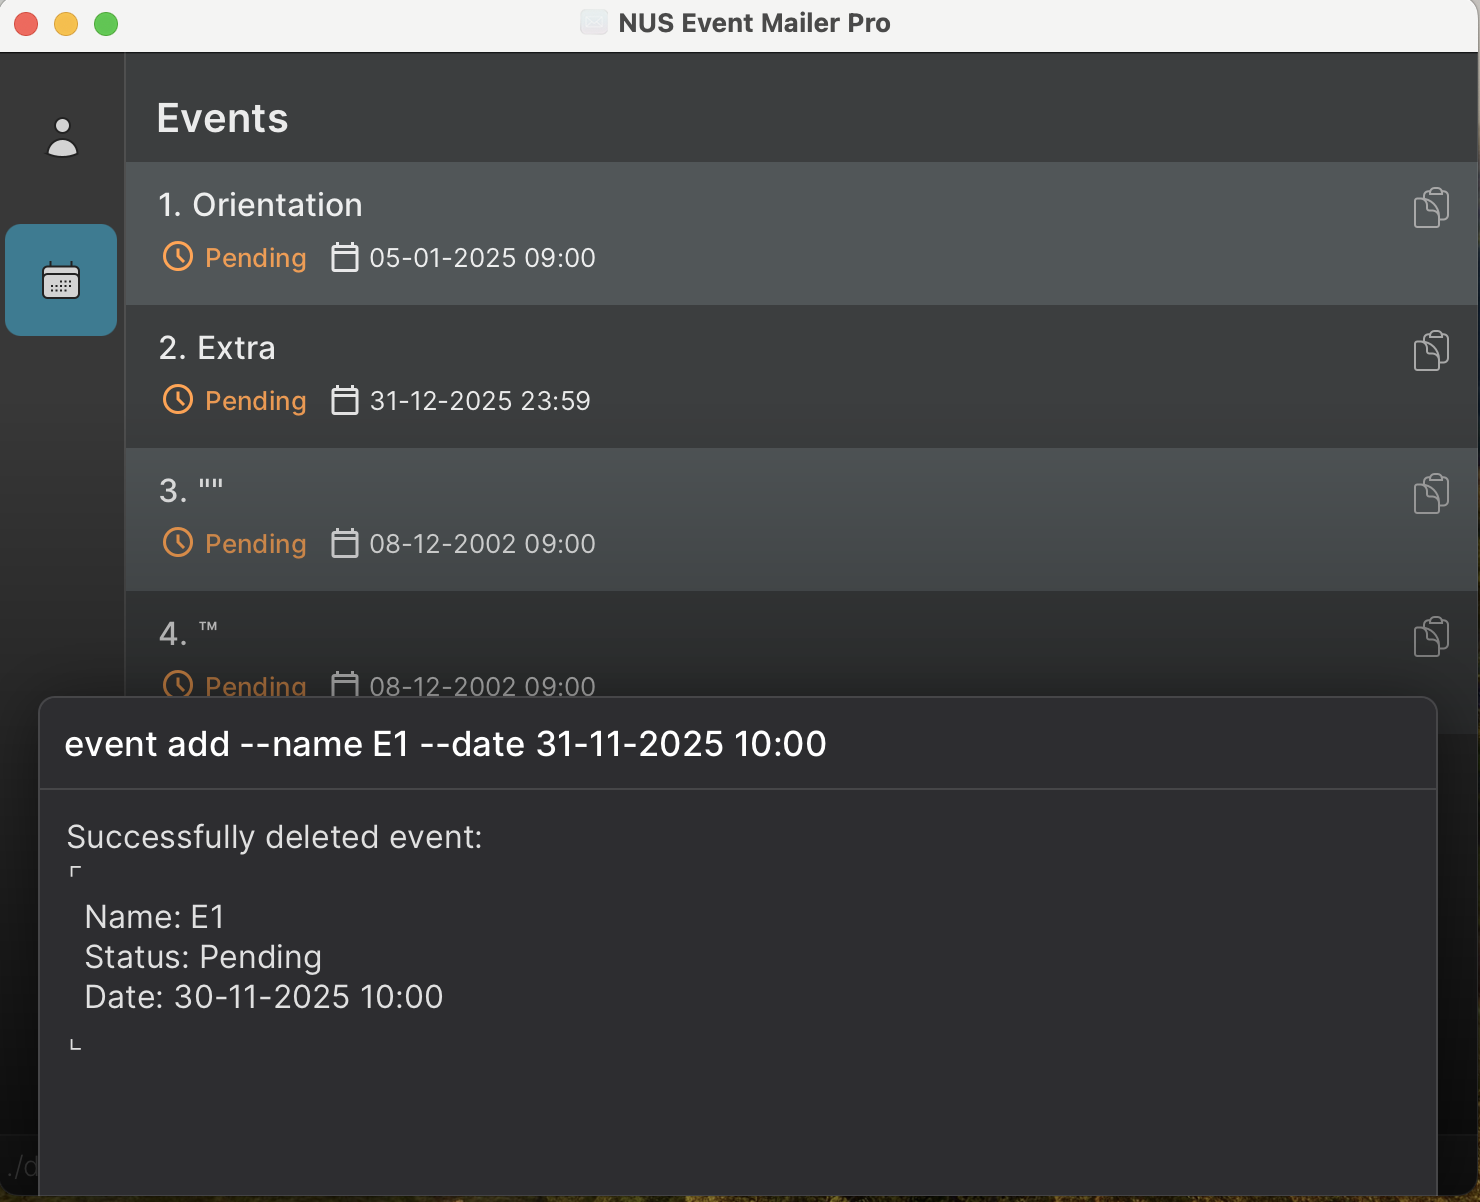 NUS Event Mailer Pro
Events
1. Orientation
Pending 05-01-2025 09:00
2. Extra
Pending 31-12-2025 23:59
3. ""
Pending 08-12-2002 09:00
4. ™
Pending 08-12-2002 09:00
event add --name E1 --date 31-11-2025 10:00
Successfully deleted event:
⌜
Name: E1
Status: Pending
Date: 30-11-2025 10:00
⌞
./d